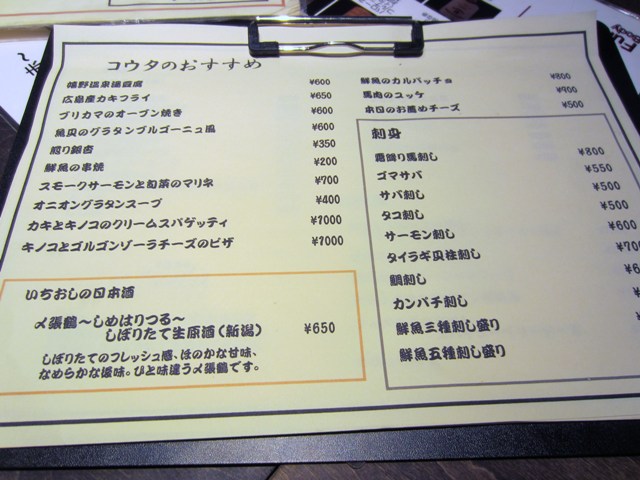 コウタのおすすめ
嬉野温泉湯豆腐 ¥600
広島産カキフライ ¥650
ブリカマのオーブン焼き ¥600
魚貝のグラタンブルゴーニュ風 ¥600
煎り銀杏 ¥350
鮮魚の串焼 ¥200
スモークサーモンと旬菜のマリネ ¥700
オニオングラタンスープ ¥400
カキとキノコのクリームスパゲッティ ¥1000
キノコとゴルゴンゾーラチーズのピザ ¥1000
いちおしの日本酒
〆張鶴〜しめはりつる〜
しぼりたて生原酒(新潟) ¥650
しぼりたてのフレッシュ感、ほのかな甘味、
なめらかな後味。ひと味違う〆張鶴です。
鮮魚のカルパッチョ ¥800
馬肉のユッケ ¥900
本日のお薦めチーズ ¥500
刺身
霜降り馬刺し ¥800
ゴマサバ ¥550
サバ刺し ¥500
タコ刺し ¥500
サーモン刺し ¥600
タイラギ貝柱刺し ¥700
鯛刺し
カンパチ刺し
鮮魚三種刺し盛り
鮮魚五種刺し盛り